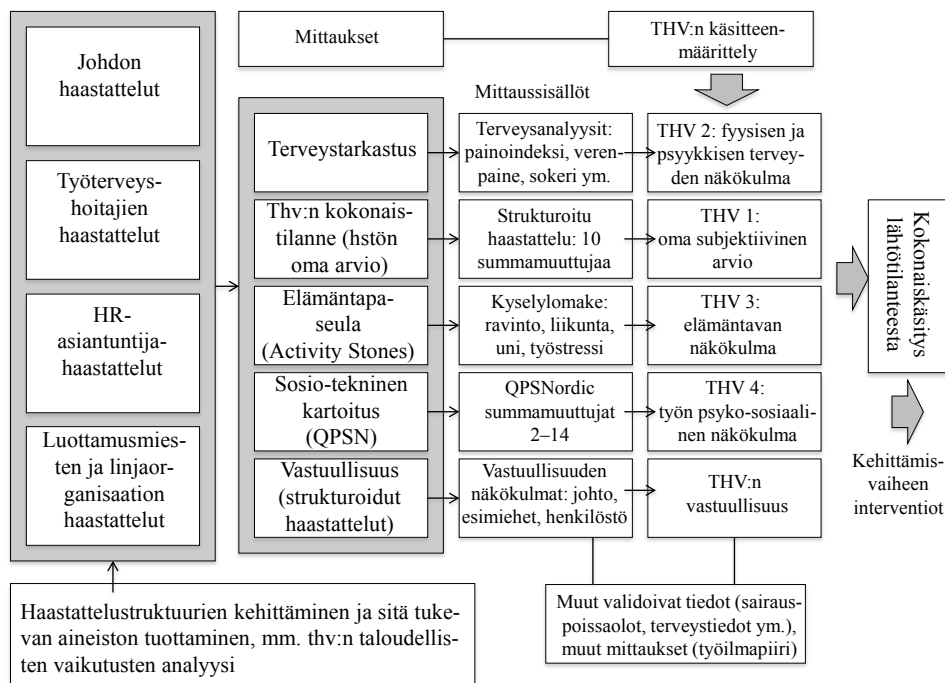 Johdon
haastattelut
Työterveys-
hoitajien
haastattelut
HR-
asiantuntija-
haastattelut
Luottamusmies-
ten ja linjaor-
ganisaation
haastattelut
Haastattelustruktuurien kehittäminen ja sitä tuke-
van aineiston tuottaminen, mm. thv:n taloudellis-
ten vaikutusten analyysi
Mittaukset
THV:n käsitteen-
määrittely
Mittaussisällöt
Terveystarkastus
Terveysanalyysit:
painoindeksi, veren-
paine, sokeri ym.
THV 2: fyysisen ja
psyykkisen tervey-
den näkökulma
Thv:n kokonais-
tilanne (hstön
oma arvio)
Strukturoitu
haastattelu: 10
summamuuttujaa
THV 1:
oma subjektiivinen
arvio
Elämäntapa-
seula
(Activity Stones)
Kyselylomake:
ravinto, liikunta,
uni, työstressi
THV 3:
elämäntavan
näkökulma
Sosio-tekninen
kartoitus
(QPSN)
QPSNordic
summamuuttujat
2–14
THV 4:
työn psyko-sosiaali-
nen näkökulma
Vastuullisuus
(strukturoidut
haastattelut)
Vastuullisuuden
näkökulmat: johto,
esimiehet, henkilöstö
THV:n
vastuullisuus
Muut validoivat tiedot (sairaus-
poissaolot, terveystiedot ym.),
muut mittaukset (työilmapiiri)
Kokonaiskäsitys
lähtötilanteesta
Kehittämis-
vaiheen
interventiot